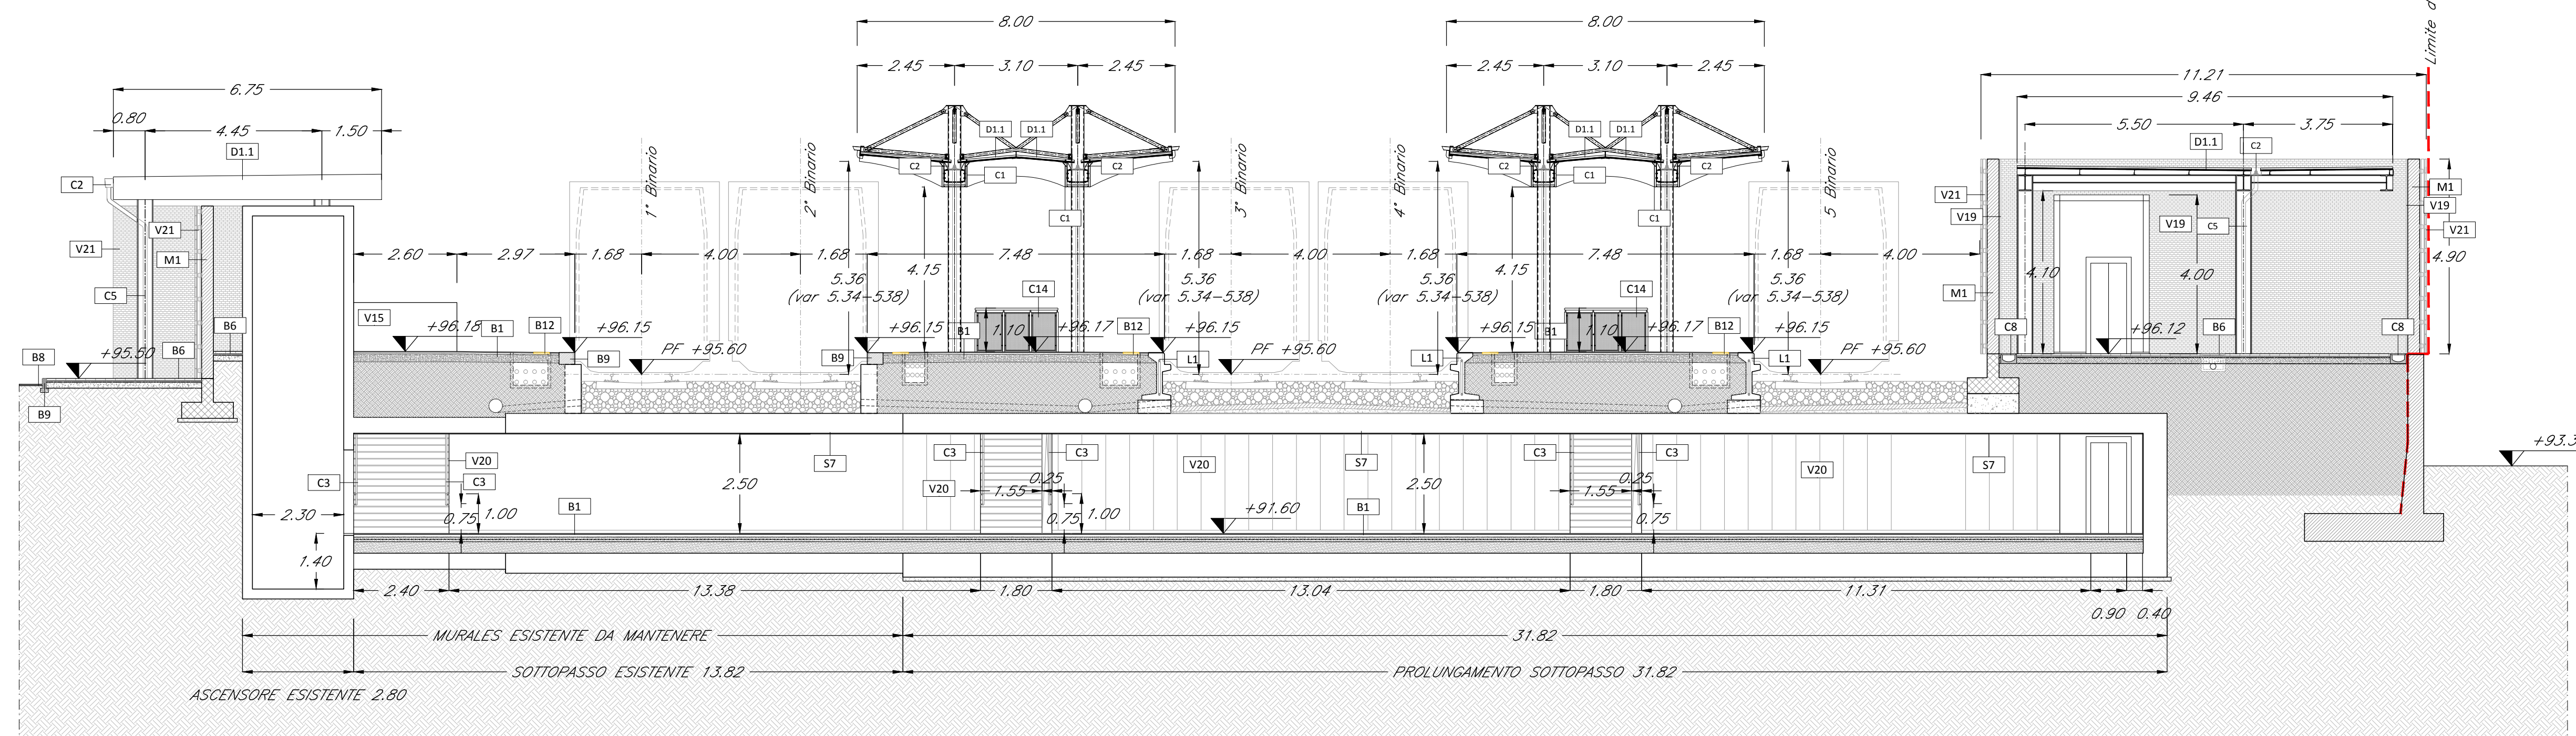 Limite d
8.00
8.00
2.45 3.10 2.45
2.45 3.10 2.45
11.21
6.75
9.46
0.80 4.45 1.50
5.50 3.75
D1.1
D1.1 D1.1
D1.1 D1.1
D1.1 C2
C2
C2 C1 C2
C2 C1 C2
1° Binario
2° Binario
3° Binario
4° Binario
5 Binario
V21 V21
M1
C5
C1
C1
V21
V19
V19
C5
M1
V19
V21
4.90
2.60 2.97 1.68 4.00 1.68 7.48 1.68 4.00 1.68 7.48 1.68 4.00
5.36
(var 5.34-538)
4.15
5.36
(var 5.34-538)
5.36
(var 5.34-538)
4.15
5.36
(var 5.34-538)
4.10
4.00
M1
C14
C14
V15
+96.18
B1
B12
+96.15
+96.15
B1
1.10
+96.17
B12
+96.15
+96.15
B1
1.10
+96.17
B12
+96.15
C8
+96.12
B6
C8
B6
B8
+95.50
B6
B9
B9
PF +95.60
B9
L1
PF +95.60
L1
L1
PF +95.60
+93.3
C3
V20
C3
2.50
S7
C3
C3
V20
V20
S7
2.50
C3
C3
V20
S7
2.30
0.75
1.00
B1
1.55
0.25
0.75
1.00
+91.60
B1
1.55
0.25
0.75
1.40
2.40 13.38 1.80 13.04 1.80 11.31
0.90 0.40
MURALES ESISTENTE DA MANTENERE
31.82
SOTTOPASSO ESISTENTE 13.82
PROLUNGAMENTO SOTTOPASSO 31.82
ASCENSORE ESISTENTE 2.80